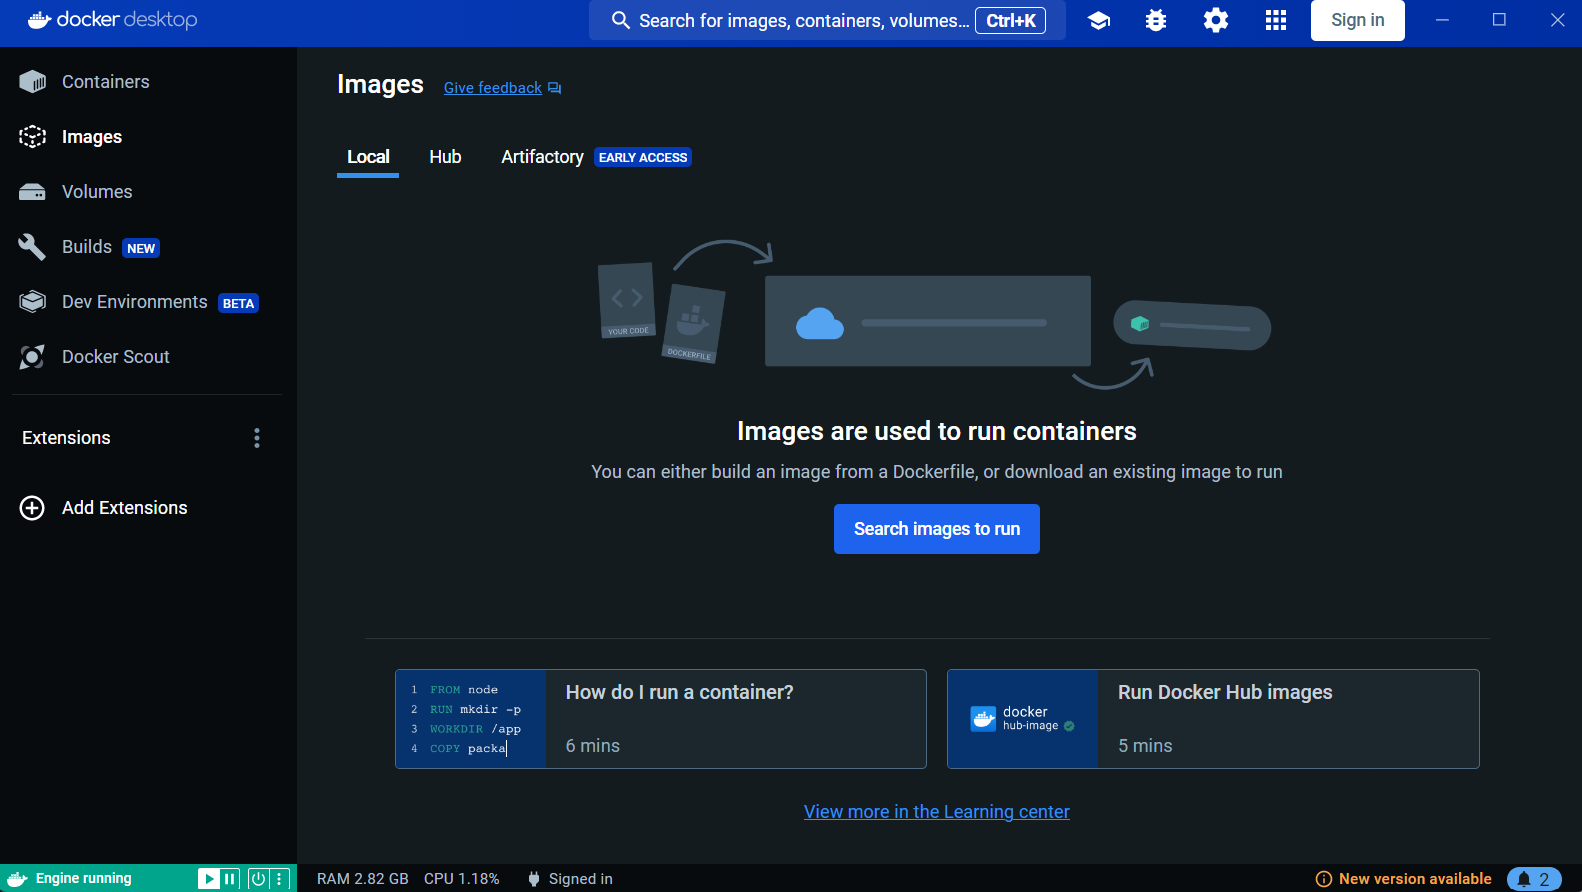 docker desktop
Search for images, containers, volumes... Ctrl+K
Sign in
Containers
Images
Volumes
Builds NEW
Dev Environments BETA
Docker Scout
Extensions
Add Extensions
Images Give feedback
Local Hub Artifactory EARLY ACCESS
YOUR CODE
DOCKERFILE
Images are used to run containers
You can either build an image from a Dockerfile, or download an existing image to run
Search images to run
1 FROM node
2 RUN mkdir -p
3 WORKDIR /app
4 COPY packa
How do I run a container?
6 mins
docker
hub-image
Run Docker Hub images
5 mins
View more in the Learning center
Engine running
RAM 2.82 GB CPU 1.18% Signed in
New version available 2